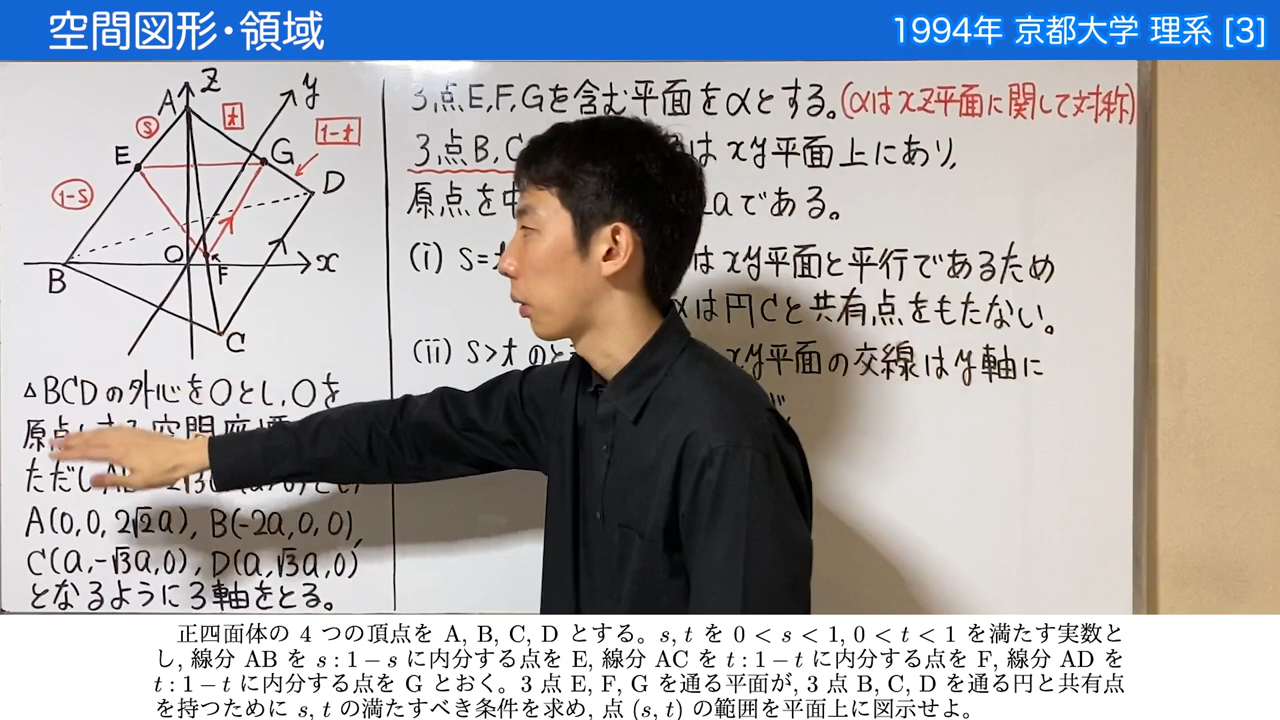 空間図形・領域
1994年 京都大学 理系 [3]
z
y
A
s
t
1-t
E
G
D
1-s
O
x
B
F
C
△BCDの外心をOとし,Oを
原点
ただし
A(0,0,2√2a), B(-2a,0,0),
C(a,-√3a,0), D(a,√3a,0)
となるように3軸をとる。
3点E,F,Gを含む平面をαとする。(αはxz平面に関して対称)
3点B,C はxy平面上にあり,
原点を中 2aである。
(i) s= はxy平面と平行であるため
αは円Cと共有点をもたない。
(ii) s>tのと xy平面の交線はy軸に
正四面体の 4 つの頂点を A, B, C, D とする。s, t を 0 < s < 1, 0 < t < 1 を満たす実数と
し, 線分 AB を s : 1 − s に内分する点を E, 線分 AC を t : 1 − t に内分する点を F, 線分 AD を
t : 1 − t に内分する点を G とおく。3 点 E, F, G を通る平面が, 3 点 B, C, D を通る円と共有点
を持つために s, t の満たすべき条件を求め, 点 (s, t) の範囲を平面上に図示せよ。